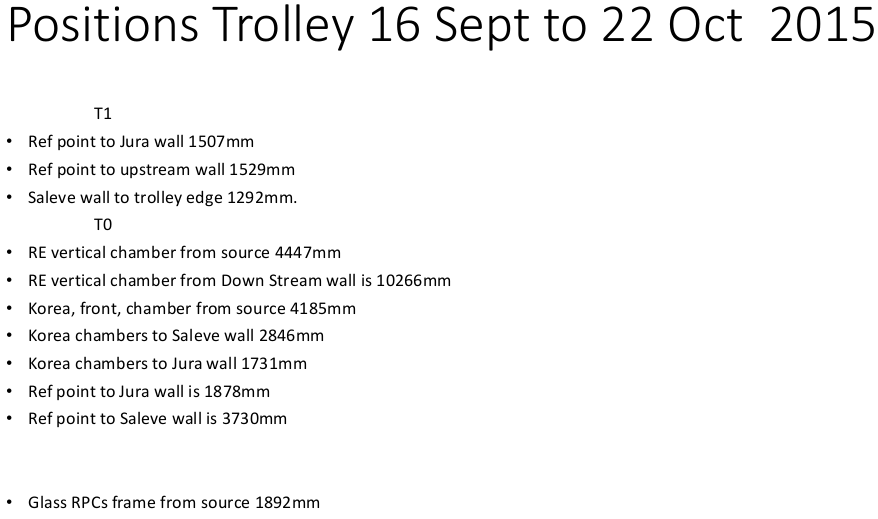 Positions Trolley 16 Sept to 22 Oct  2015
T1
• Ref point to Jura wall 1507mm
• Ref point to upstream wall 1529mm
• Saleve wall to trolley edge 1292mm.
T0
• RE vertical chamber from source 4447mm
• RE vertical chamber from Down Stream wall is 10266mm
• Korea, front, chamber from source 4185mm
• Korea chambers to Saleve wall 2846mm
• Korea chambers to Jura wall 1731mm
• Ref point to Jura wall is 1878mm
• Ref point to Saleve wall is 3730mm
• Glass RPCs frame from source 1892mm